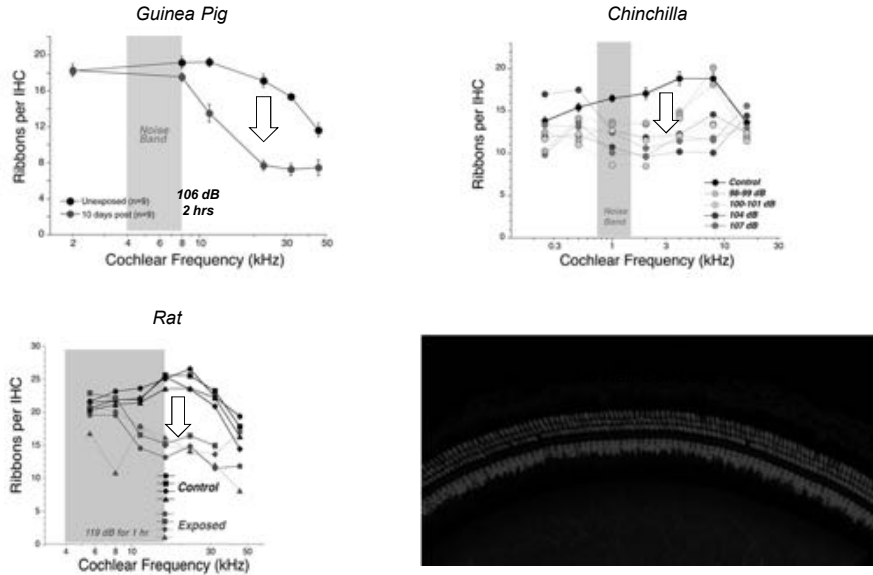 Guinea Pig
20
16
12
8
4
0
Ribbons per IHC
Noise
Band
Unexposed (n=9)
10 days post (n=9)
106 dB
2 hrs
2 4 6 8 10 30 50
Cochlear Frequency (kHz)
Chinchilla
20
15
10
5
0
Ribbons per IHC
Control
98-99 dB
100-101 dB
104 dB
107 dB
Noise
Band
0.3 1 3 10 30
Cochlear Frequency (kHz)
Rat
30
25
20
15
10
5
0
Ribbons per IHC
Control
Exposed
119 dB for 1 hr
4 6 8 10 30 50
Cochlear Frequency (kHz)